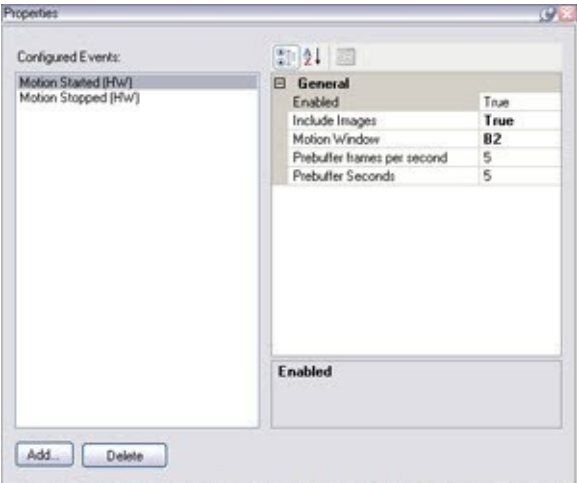 Properties
Configured Events:
Motion Started (HW)
Motion Stopped (HW)
General
Enabled True
Include Images True
Motion Window B2
Prebuffer frames per second 5
Prebuffer Seconds 5
Enabled
Add...
Delete